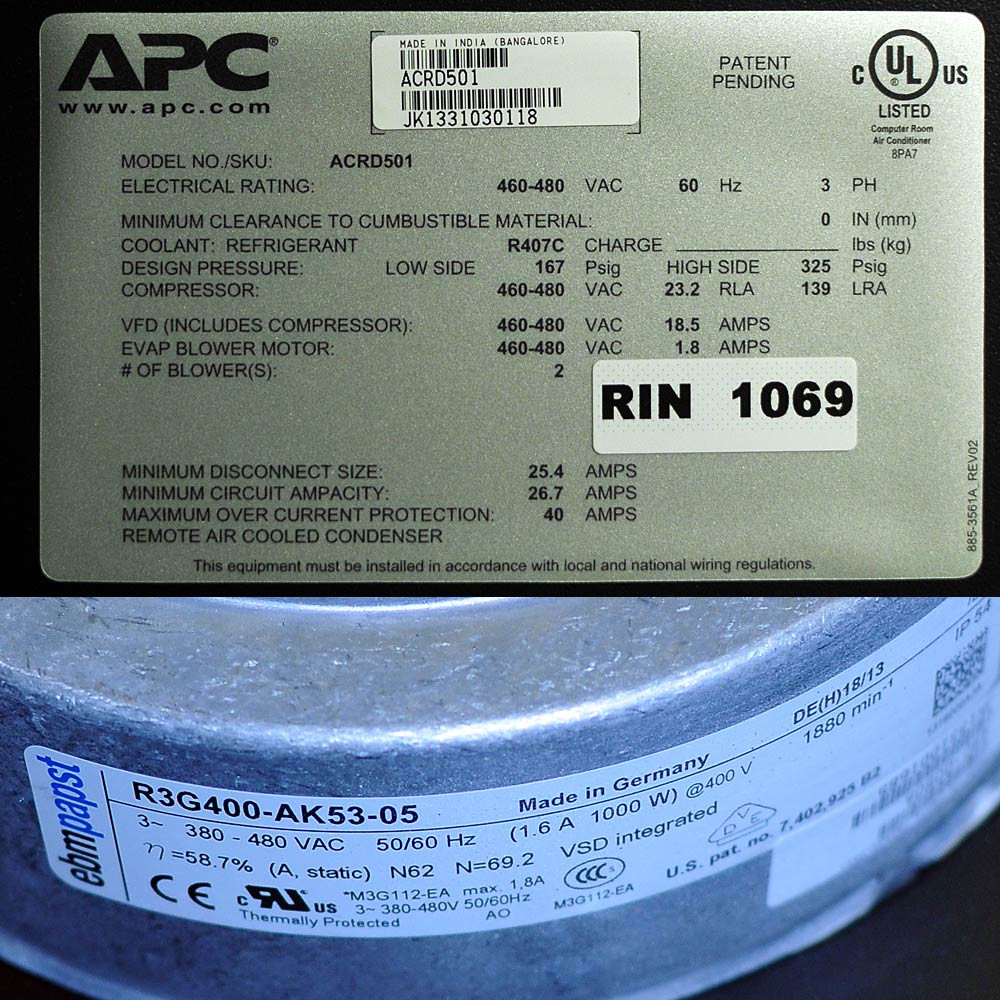 APC®
www.apc.com
MADE IN INDIA (BANGALORE)
ACRD501
JK1331030118
PATENT
PENDING
C UL ® US
LISTED
Computer Room
Air Conditioner
8PA7
MODEL NO./SKU: ACRD501
ELECTRICAL RATING: 460-480 VAC 60 Hz 3 PH
MINIMUM CLEARANCE TO CUMBUSTIBLE MATERIAL: 0 IN (mm)
COOLANT: REFRIGERANT R407C CHARGE lbs (kg)
DESIGN PRESSURE: LOW SIDE 167 Psig HIGH SIDE 325 Psig
COMPRESSOR: 460-480 VAC 23.2 RLA 139 LRA
VFD (INCLUDES COMPRESSOR): 460-480 VAC 18.5 AMPS
EVAP BLOWER MOTOR: 460-480 VAC 1.8 AMPS
# OF BLOWER(S): 2
RIN 1069
MINIMUM DISCONNECT SIZE: 25.4 AMPS
MINIMUM CIRCUIT AMPACITY: 26.7 AMPS
MAXIMUM OVER CURRENT PROTECTION: 40 AMPS
REMOTE AIR COOLED CONDENSER
This equipment must be installed in accordance with local and national wiring regulations.
885-3561A_REV02
ebmpapst
R3G400-AK53-05 Made in Germany DE(H)18/13 IP 54
3~ 380 - 480 VAC 50/60 Hz (1.6 A 1000 W) @400 V 1880 min⁻¹
η =58.7% (A, static) N62 N=69.2 VSD integrated
CE c RU US *M3G112-EA max. 1,8A CCC S DVE U.S. pat. no. 7,402,925 B2
3~ 380-480V 50/60Hz M3G112-EA
Thermally Protected AO